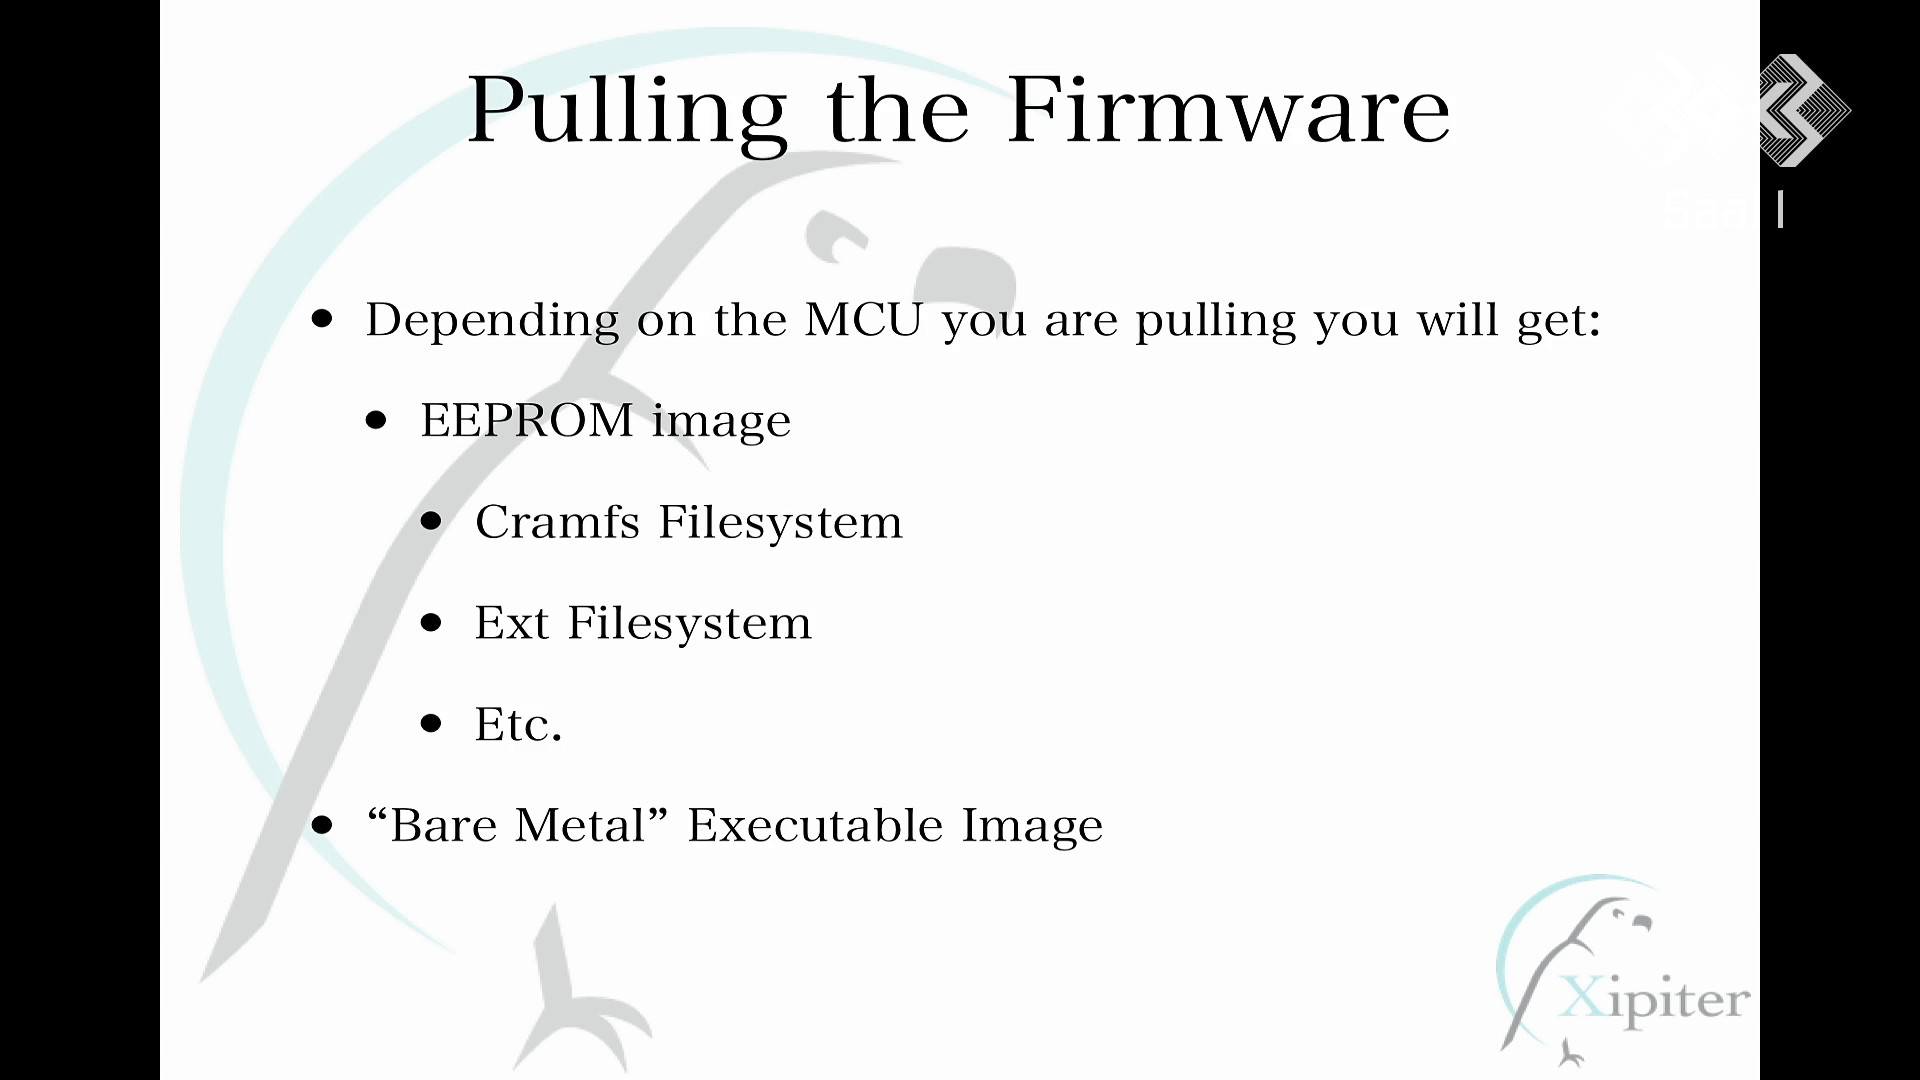 Pulling the Firmware
Saal
• Depending on the MCU you are pulling you will get:
• EEPROM image
• Cramfs Filesystem
• Ext Filesystem
• Etc.
• “Bare Metal” Executable Image
Xipiter